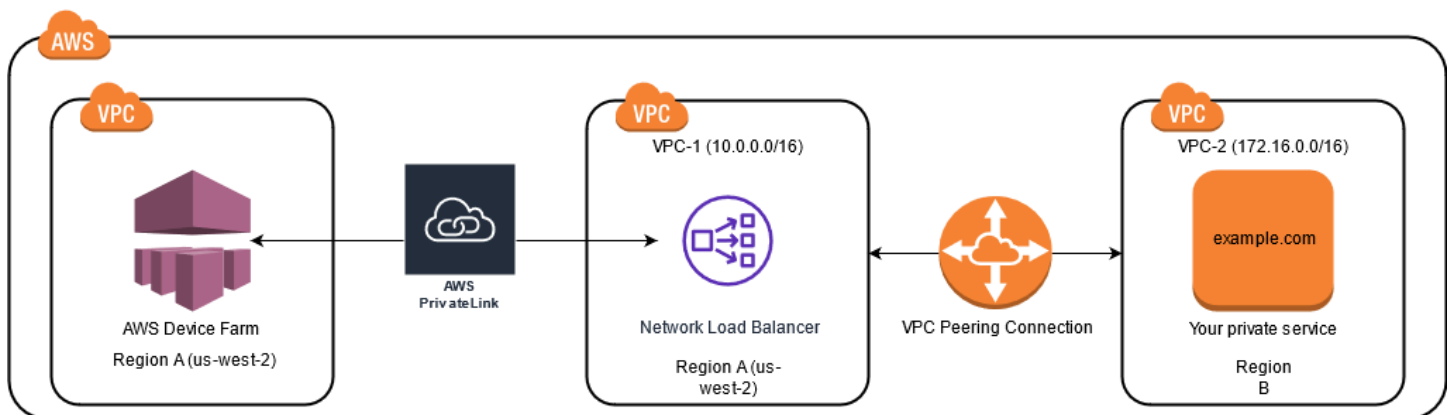 AWS
VPC
AWS Device Farm
Region A (us-west-2)
AWS
PrivateLink
VPC
VPC-1 (10.0.0.0/16)
Network Load Balancer
Region A (us-
west-2)
VPC Peering Connection
VPC
VPC-2 (172.16.0.0/16)
example.com
Your private service
Region
B